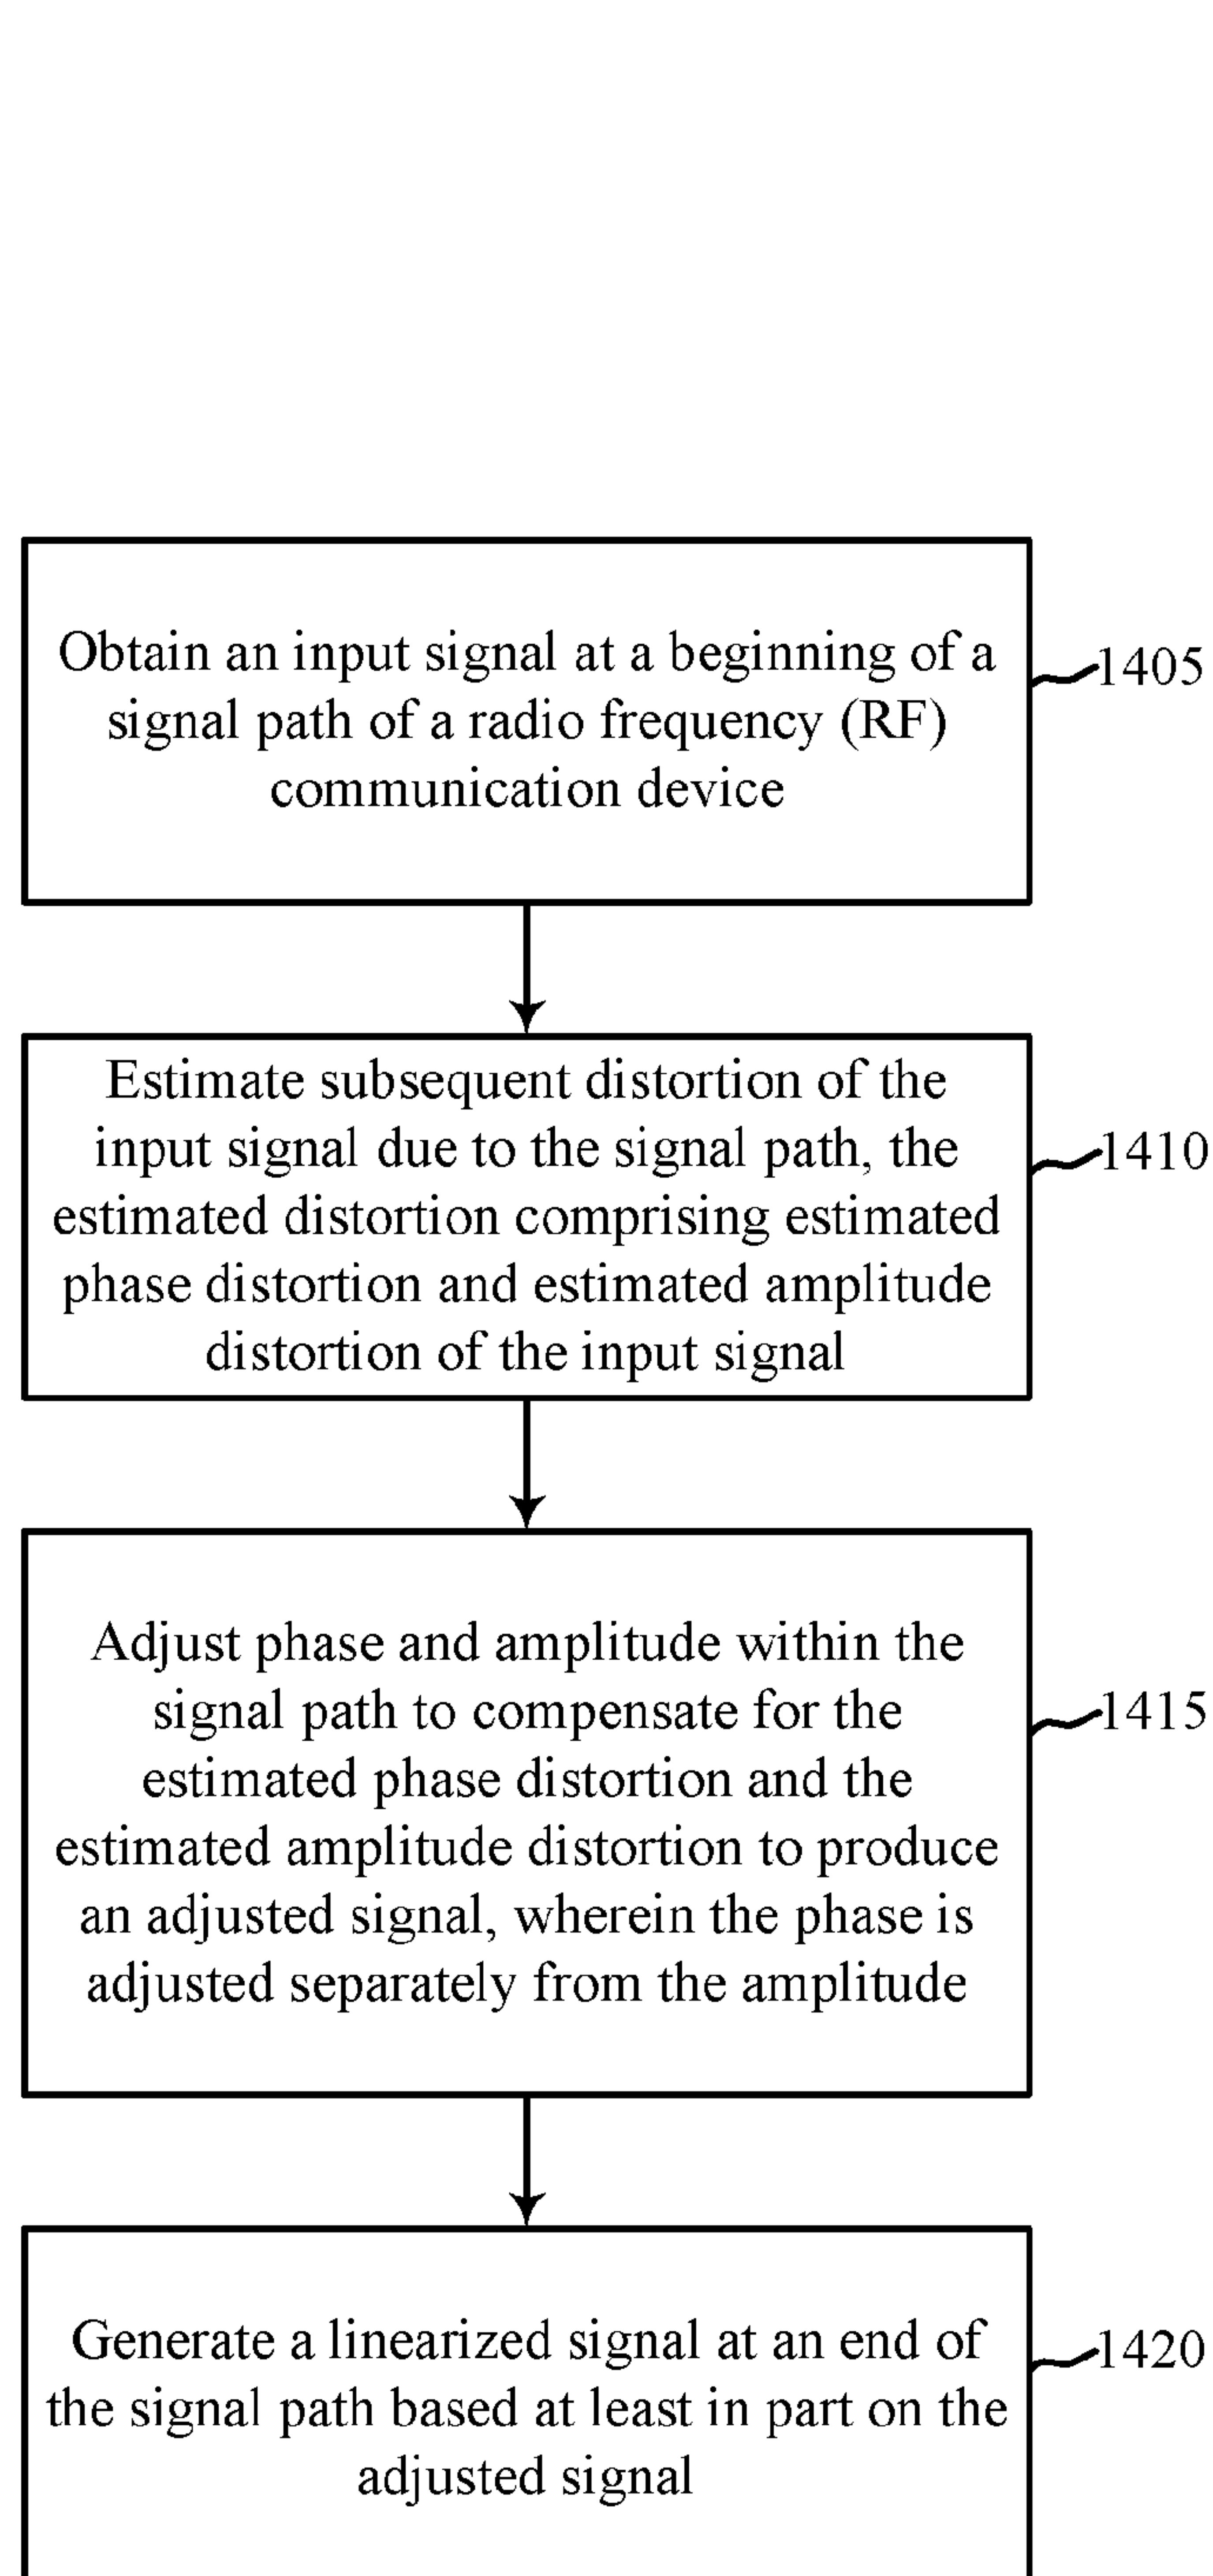 Obtain an input signal at a beginning of a
signal path of a radio frequency (RF)
communication device
1405
Estimate subsequent distortion of the
input signal due to the signal path, the
estimated distortion comprising estimated
phase distortion and estimated amplitude
distortion of the input signal
1410
Adjust phase and amplitude within the
signal path to compensate for the
estimated phase distortion and the
estimated amplitude distortion to produce
an adjusted signal, wherein the phase is
adjusted separately from the amplitude
1415
Generate a linearized signal at an end of
the signal path based at least in part on the
adjusted signal
1420